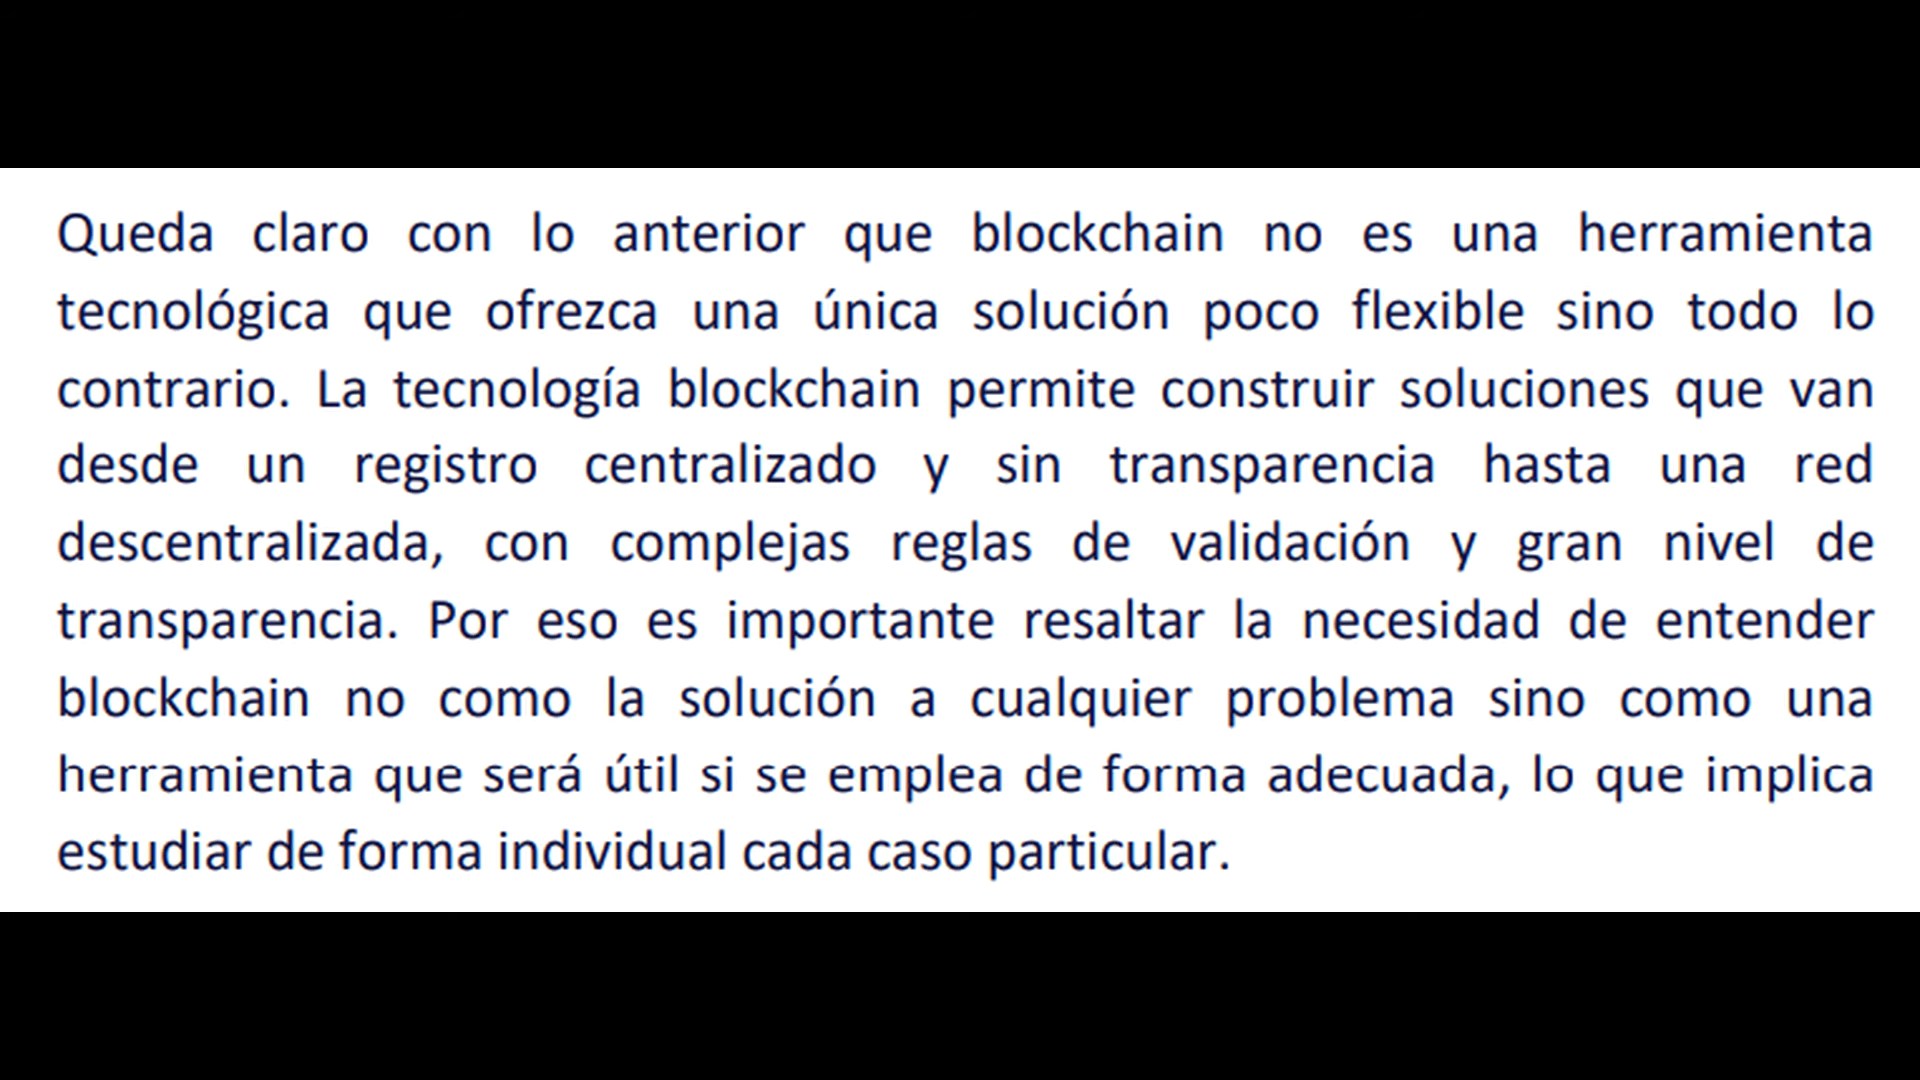 Queda claro con lo anterior que blockchain no es una herramienta
tecnológica que ofrezca una única solución poco flexible sino todo lo
contrario. La tecnología blockchain permite construir soluciones que van
desde un registro centralizado y sin transparencia hasta una red
descentralizada, con complejas reglas de validación y gran nivel de
transparencia. Por eso es importante resaltar la necesidad de entender
blockchain no como la solución a cualquier problema sino como una
herramienta que será útil si se emplea de forma adecuada, lo que implica
estudiar de forma individual cada caso particular.